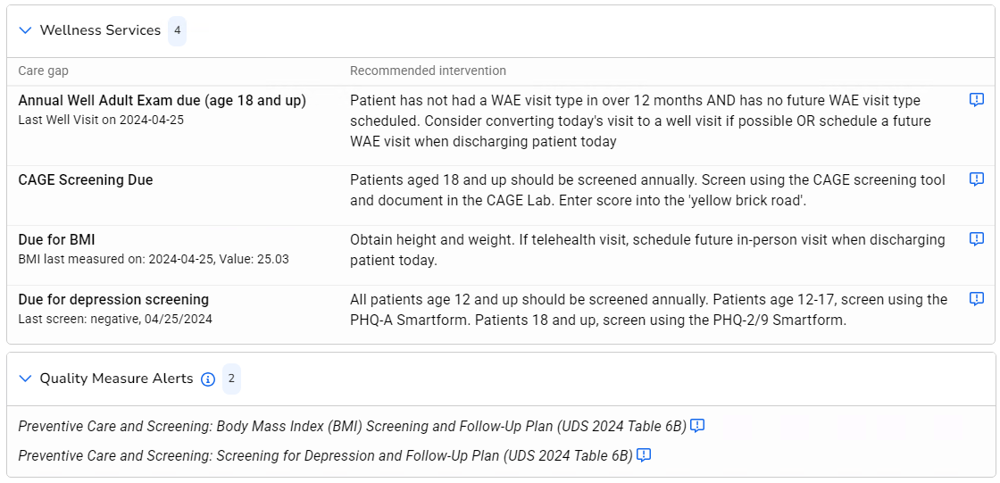 Wellness Services 4
Care gap Recommended intervention
Annual Well Adult Exam due (age 18 and up)
Last Well Visit on 2024-04-25
Patient has not had a WAE visit type in over 12 months AND has no future WAE visit type
scheduled. Consider converting today's visit to a well visit if possible OR schedule a future
WAE visit when discharging patient today
CAGE Screening Due
Patients aged 18 and up should be screened annually. Screen using the CAGE screening tool
and document in the CAGE Lab. Enter score into the 'yellow brick road'.
Due for BMI
BMI last measured on: 2024-04-25, Value: 25.03
Obtain height and weight. If telehealth visit, schedule future in-person visit when discharging
patient today.
Due for depression screening
Last screen: negative, 04/25/2024
All patients age 12 and up should be screened annually. Patients age 12-17, screen using the
PHQ-A Smartform. Patients 18 and up, screen using the PHQ-2/9 Smartform.
Quality Measure Alerts 2
Preventive Care and Screening: Body Mass Index (BMI) Screening and Follow-Up Plan (UDS 2024 Table 6B)
Preventive Care and Screening: Screening for Depression and Follow-Up Plan (UDS 2024 Table 6B)